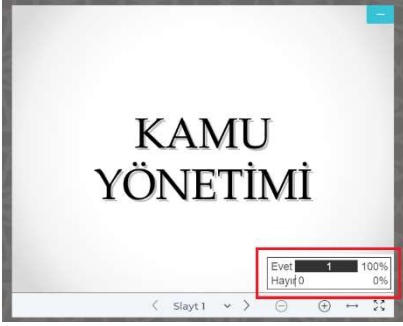 KAMU
YÖNETİMİ
Evet 1 100%
Hayır 0 0%
Slayt 1